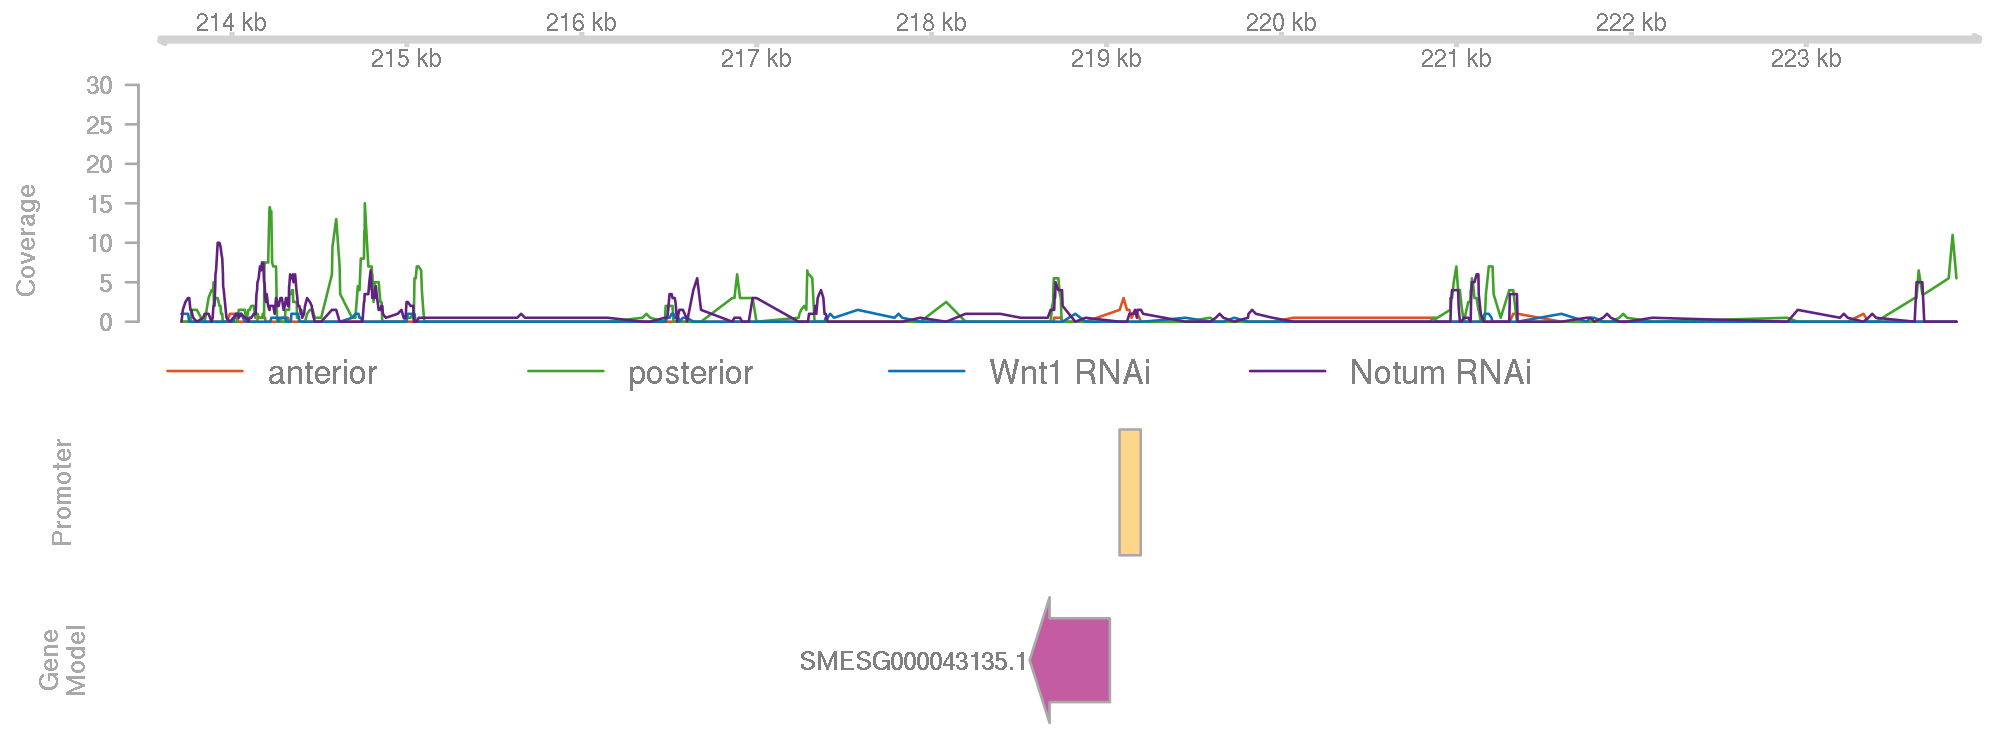 214 kb 216 kb 218 kb 220 kb 222 kb
215 kb 217 kb 219 kb 221 kb 223 kb
30
25
20
15
10
5
0
Coverage
anterior posterior Wnt1 RNAi Notum RNAi
Promoter
Gene
Model
SMESG000043135.1